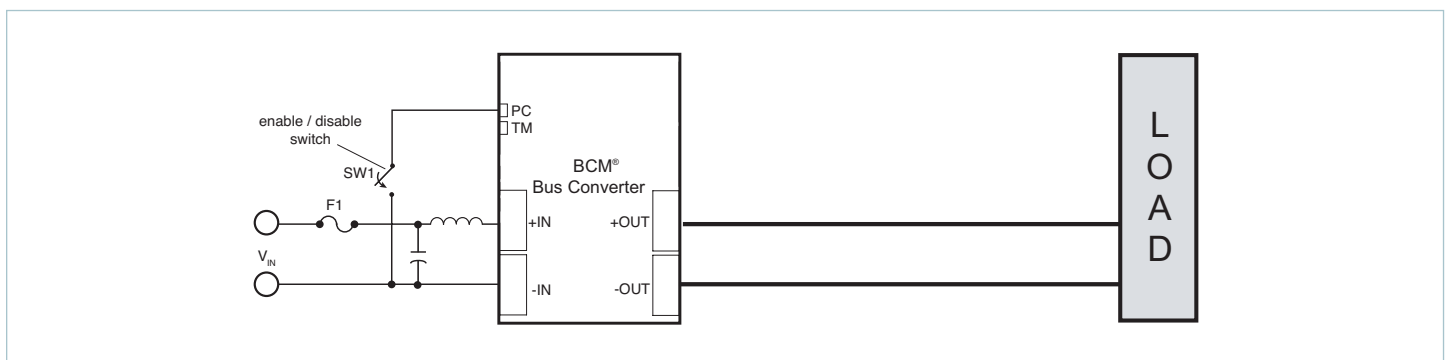 enable / disable
switch
SW1
F1
V_IN
PC
TM
BCM®
Bus Converter
+IN
+OUT
-IN
-OUT
L
O
A
D